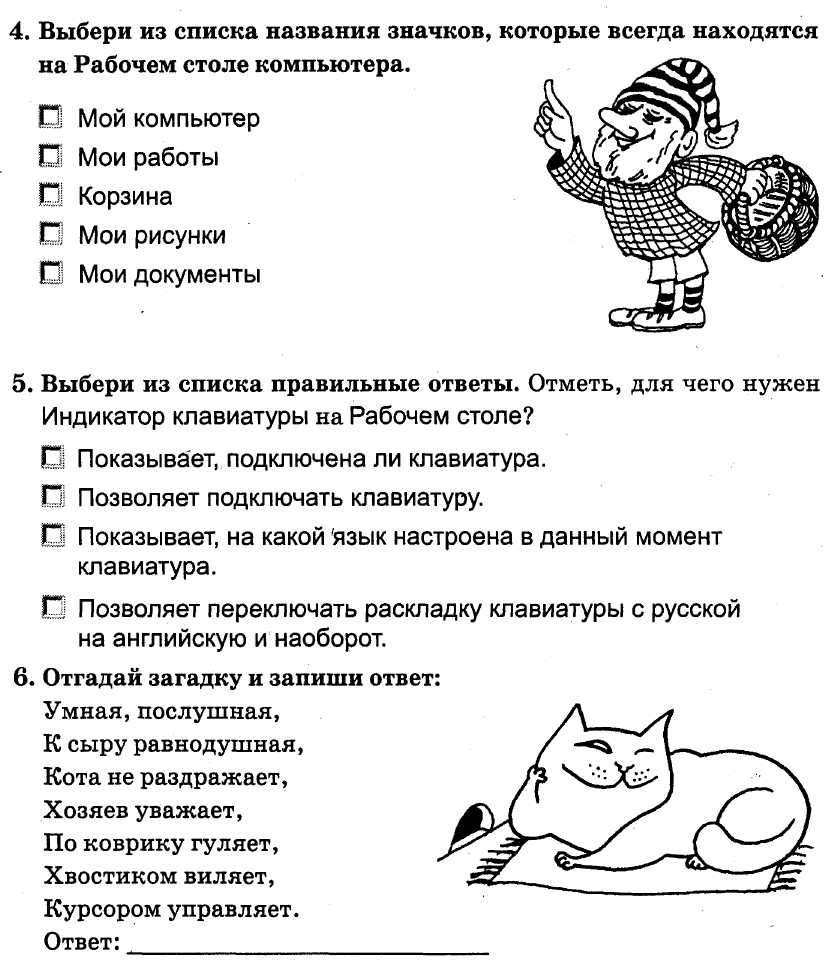 4. Выбери из списка названия значков, которые всегда находятся
на Рабочем столе компьютера.
Мой компьютер
Мои работы
Корзина
Мои рисунки
Мои документы
5. Выбери из списка правильные ответы. Отметь, для чего нужен
Индикатор клавиатуры на Рабочем столе?
Показывает, подключена ли клавиатура.
Позволяет подключать клавиатуру.
Показывает, на какой язык настроена в данный момент
клавиатура.
Позволяет переключать раскладку клавиатуры с русской
на английскую и наоборот.
6. Отгадай загадку и запиши ответ:
Умная, послушная,
К сыру равнодушная,
Кота не раздражает,
Хозяев уважает,
По коврику гуляет,
Хвостиком виляет,
Курсором управляет.
Ответ: